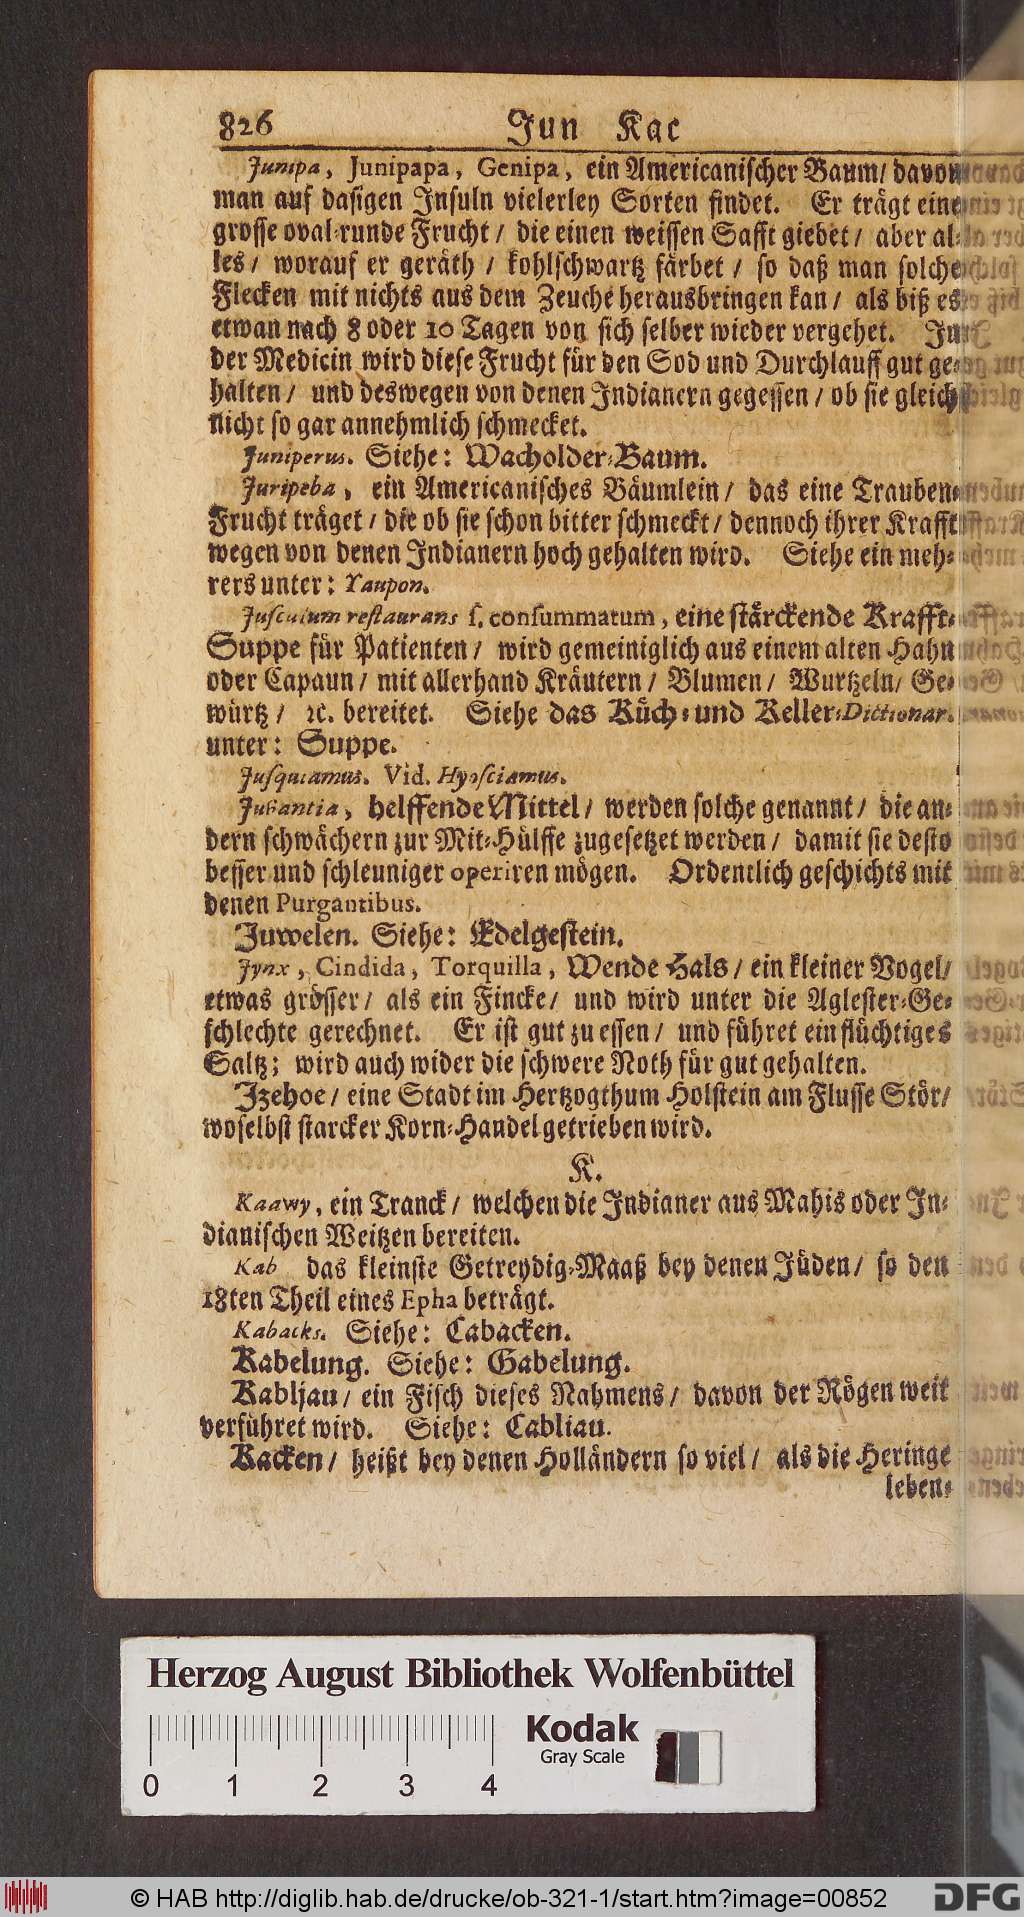 826 Jun Kac
Junipa, Junipapa, Genipa, ein Americanischer Baum/ davon
man auf dasigen Insuln vielerley Sorten findet. Er trägt eine
grosse oval-runde Frucht/ die einen weissen Safft giebet/ aber al-
les/ worauf er geräth/ kohlschwartz färbet/ so daß man solche
Flecken mit nichts aus dem Zeuche herausbringen kan/ als biß es
etwan nach 8 oder 10 Tagen von sich selber wieder vergehet. In
der Medicin wird diese Frucht für den Sod und Durchlauff gut ge-
halten/ und deswegen von denen Indianern gegessen/ ob sie gleich
nicht so gar annehmlich schmecket.
Juniperus. Siehe: Wacholder-Baum.
Juripeba, ein Americanisches Bäumlein/ das eine Trauben-
Frucht träget/ die ob sie schon bitter schmeckt/ dennoch ihrer Krafft
wegen von denen Indianern hoch gehalten wird. Siehe ein meh-
rers unter: Yaupon.
Jusculum restaurans s. consummatum, eine stärckende Krafft-
Suppe für Patienten/ wird gemeiniglich aus einem alten Hahn
oder Capaun/ mit allerhand Kräutern/ Blumen/ Wurtzeln/ Ge-
würtz/ ꝛc. bereitet. Siehe das Küch- und Keller-Dictionar.
unter: Suppe.
Jusquiamus. Vid. Hyosciamus.
Juvantia, helffende Mittel/ werden solche genannt/ die an-
dern schwächern zur Mit-Hülffe zugesetzet werden/ damit sie desto
besser und schleuniger operiren mögen. Ordentlich geschichts mit
denen Purgantibus.
Juwelen. Siehe: Edelgestein.
Jynx, Cindida, Torquilla, Wende Hals/ ein kleiner Vogel/
etwas grösser/ als ein Fincke/ und wird unter die Aglester-Ge-
schlechte gerechnet. Er ist gut zu essen/ und führet ein flüchtiges
Saltz; wird auch wider die schwere Noth für gut gehalten.
Izehoe/ eine Stadt im Hertzogthum Holstein am Flusse Stör/
woselbst starcker Korn-Handel getrieben wird.
K.
Kaawy, ein Tranck/ welchen die Indianer aus Mahis oder In-
dianischen Weitzen bereiten.
Kab das kleinste Getreydig-Maaß bey denen Jüden/ so den
18ten Theil eines Epha beträgt.
Kabacks. Siehe: Cabacken.
Kabelung. Siehe: Gabelung.
Kabljau/ ein Fisch dieses Nahmens/ davon der Rögen weit
verführet wird. Siehe: Cabliau.
Kacken/ heißt bey denen Holländern so viel/ als die Heringe
leben-
Herzog August Bibliothek Wolfenbüttel
Kodak
Gray Scale
0 1 2 3 4
© HAB http://diglib.hab.de/drucke/ob-321-1/start.htm?image=00852
DFG